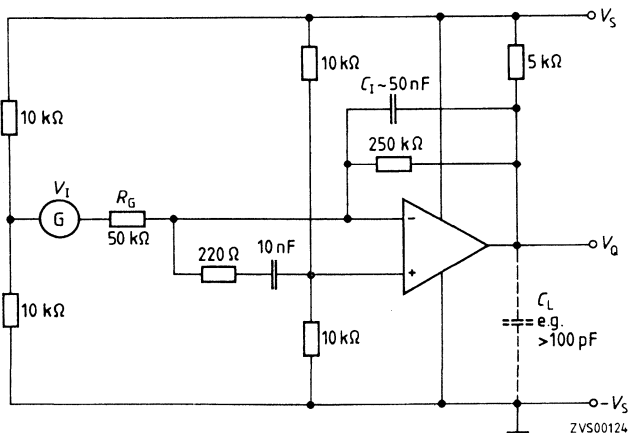 V_S
10 kΩ
5 kΩ
C_I ~ 50 nF
10 kΩ
250 kΩ
V_I
R_G
G
50 kΩ
−
V_Q
220 Ω
10 nF
+
10 kΩ
C_L
e.g.
>100 pF
10 kΩ
-V_S
ZVS00124